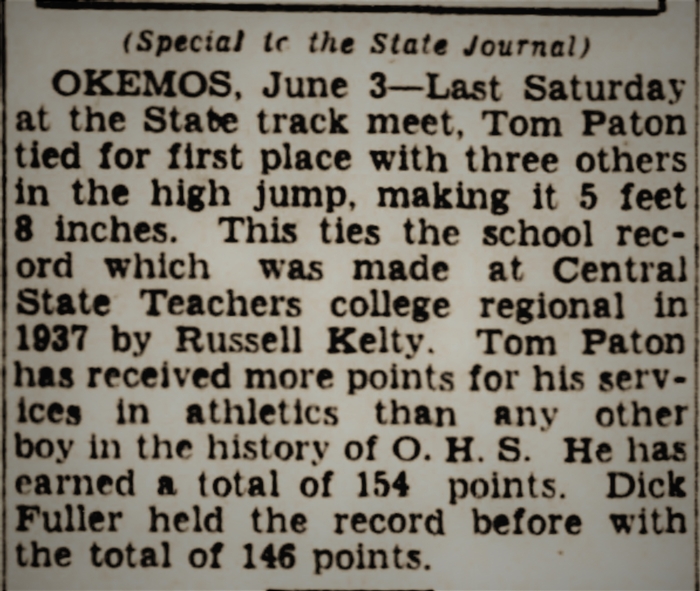 (Special to the State Journal)
OKEMOS, June 3—Last Saturday
at the State track meet, Tom Paton
tied for first place with three others
in the high jump, making it 5 feet
8 inches. This ties the school rec-
ord which was made at Central
State Teachers college regional in
1937 by Russell Kelty. Tom Paton
has received more points for his serv-
ices in athletics than any other
boy in the history of O. H. S. He has
earned a total of 154 points. Dick
Fuller held the record before with
the total of 146 points.